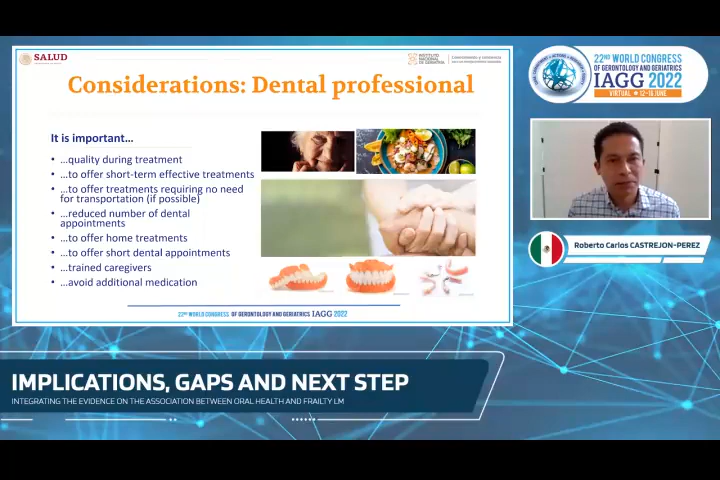 SALUD
INSTITUTO
NACIONAL
DE GERIATRÍA
Considerations: Dental professional
It is important...
• ...quality during treatment
• ...to offer short-term effective treatments
• ...to offer treatments requiring no need
for transportation (if possible)
• ...reduced number of dental
appointments
• ...to offer home treatments
• ...to offer short dental appointments
• ...trained caregivers
• ...avoid additional medication
22ND WORLD CONGRESS OF GERONTOLOGY AND GERIATRICS IAGG 2022
22ND WORLD CONGRESS
OF GERONTOLOGY AND GERIATRICS
IAGG 2022
VIRTUAL • 12-16 JUNE
Roberto Carlos CASTREJON-PEREZ
IMPLICATIONS, GAPS AND NEXT STEP
INTEGRATING THE EVIDENCE ON THE ASSOCIATION BETWEEN ORAL HEALTH AND FRAILTY LM